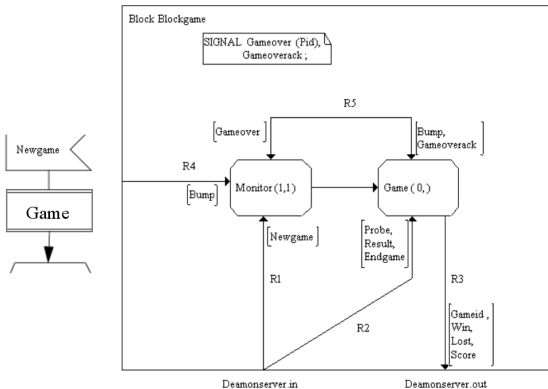 Block Blockgame
SIGNAL Gameover (Pid),
Gameoverack ;
R5
[Gameover]
[Bump,
Gameoverack]
Newgame
R4
Monitor (1,1)
Game ( 0, )
[Bump]
Game
[Newgame]
[Probe,
Result,
Endgame]
R1
R3
R2
[Gameid ,
Win,
Lost,
Score]
Deamonserver.in
Deamonserver.out